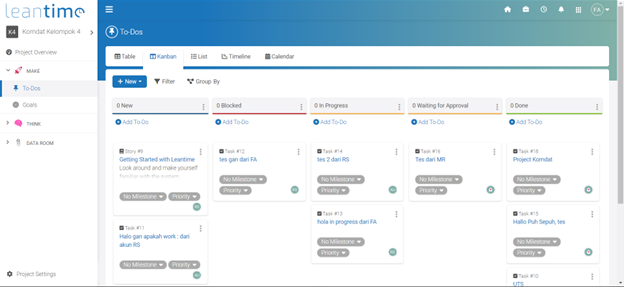 leantime
FA
K4 Komdat Kelompok 4
To-Dos
Project Overview
MAKE
To-Dos
Goals
THINK
DATA ROOM
Project Settings
Table Kanban List Timeline Calendar
+ New Filter Group By
0 New
Add To-Do
Story #9
Getting Started with Leantime
Look around and make yourself
familiar with the system
No Milestone Priority
Task #11
Halo gan apakah work : dari
akun RS
No Milestone Priority
0 Blocked
Add To-Do
Task #12
tes gan dari FA
No Milestone
Priority
0 In Progress
Add To-Do
Task #14
tes 2 dari RS
No Milestone
Priority
Task #13
hola in progress dari FA
No Milestone
Priority
0 Waiting for Approval
Add To-Do
Task #16
Tes dari MR
No Milestone
Priority
0 Done
Add To-Do
Task #18
Project Komdat
No Milestone
Priority
Task #15
Hallo Puh Sepuh, tes
No Milestone
Priority
Task #10
UTS